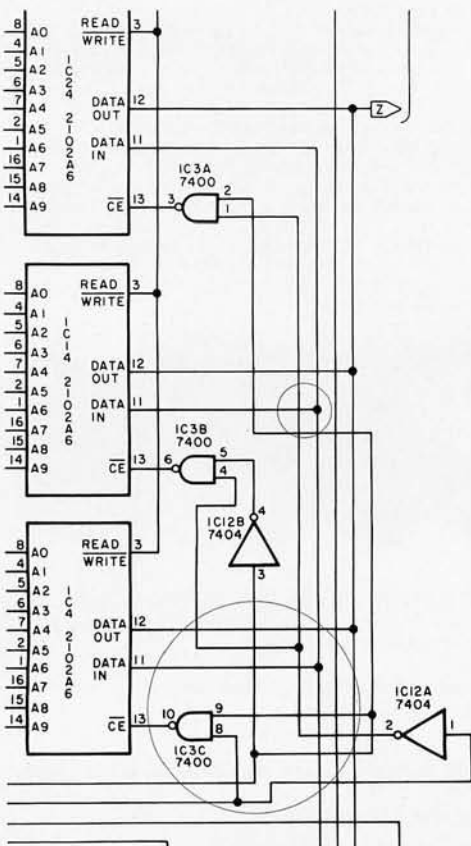 8 A0 READ 3
WRITE
4 A1
5 A2
6 A3
7 A4 DATA 12
OUT
2 A5
1 A6 DATA 11
IN
16 A7
15 A8
14 A9 CE 13
IC24 2102A6
Z
IC3A
7400
3 2
1
8 A0 READ 3
WRITE
4 A1
5 A2
6 A3
7 A4 DATA 12
OUT
2 A5
1 A6 DATA 11
IN
16 A7
15 A8
14 A9 CE 13
IC14 2102A6
IC3B
7400
6 5
4
IC12B
7404
4
3
8 A0 READ 3
WRITE
4 A1
5 A2
6 A3
7 A4 DATA 12
OUT
2 A5
1 A6 DATA 11
IN
16 A7
15 A8
14 A9 CE 13
IC4 2102A6
10 9
8
IC3C
7400
IC12A
7404
2 1